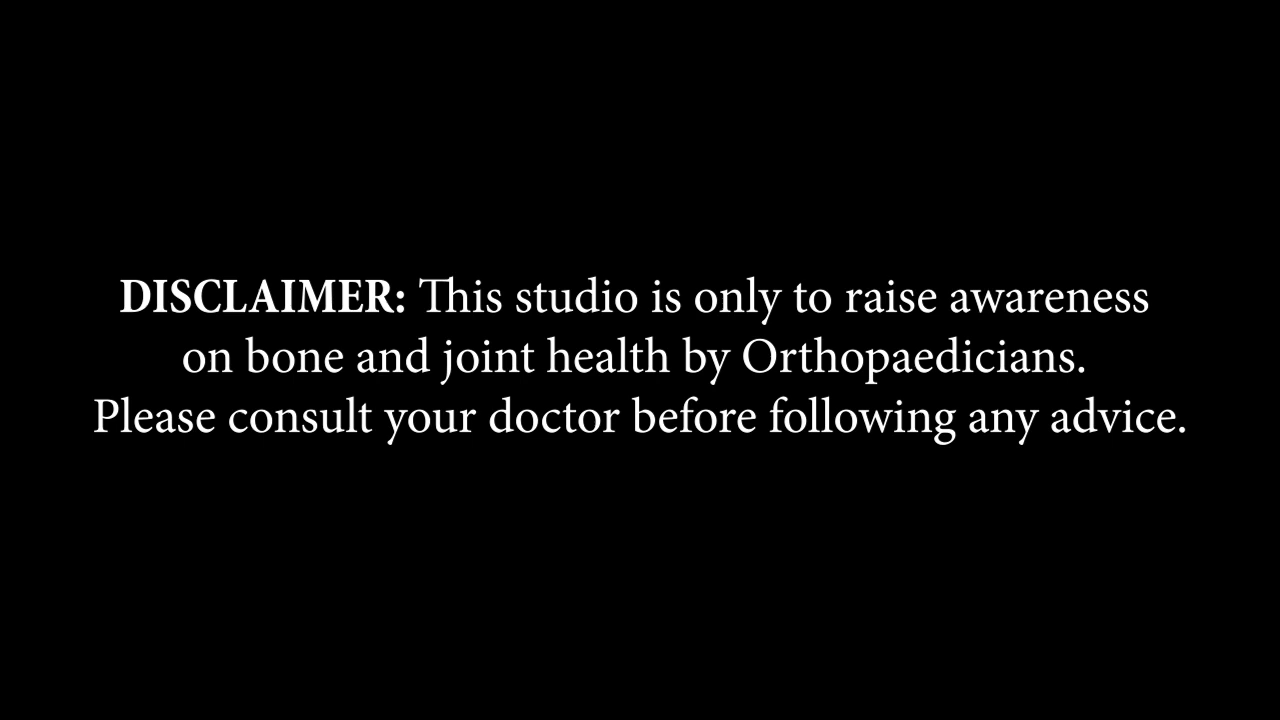 DISCLAIMER: This studio is only to raise awareness
on bone and joint health by Orthopaedicians.
Please consult your doctor before following any advice.